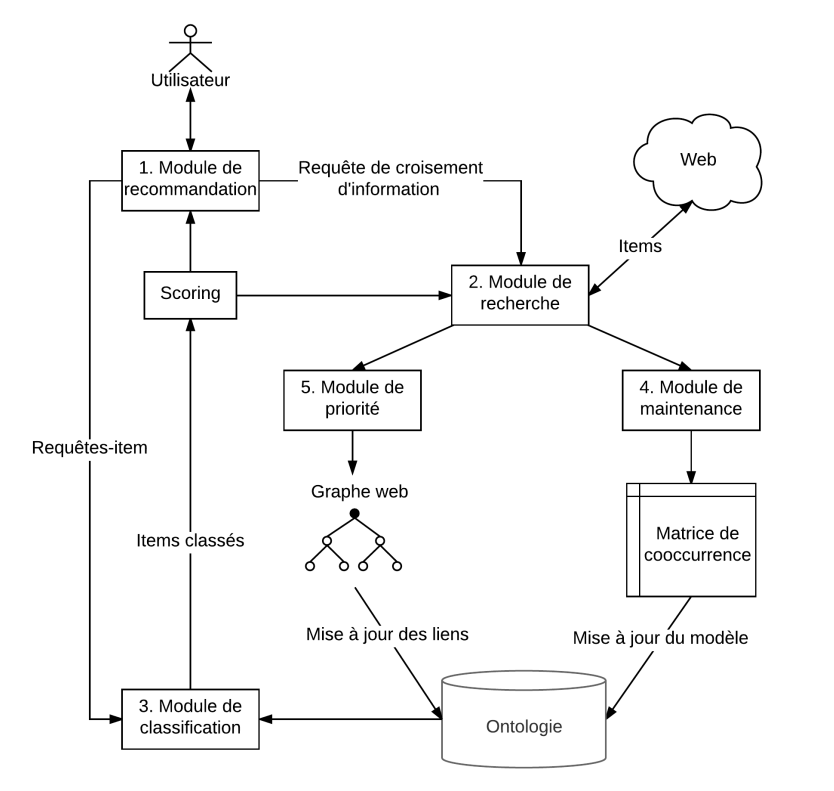 Utilisateur
1. Module de
recommandation
Requête de croisement
d'information
Web
Items
Scoring
2. Module de
recherche
5. Module de
priorité
4. Module de
maintenance
Requêtes-item
Graphe web
Items classés
Matrice de
cooccurrence
Mise à jour des liens
Mise à jour du modèle
3. Module de
classification
Ontologie